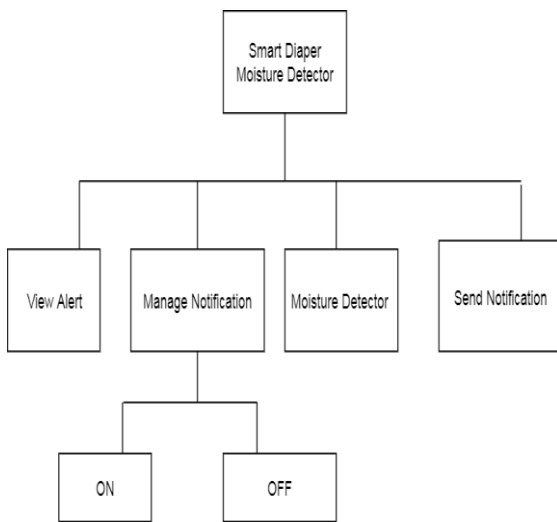 Smart Diaper
Moisture Detector
View Alert
Manage Notification
Moisture Detector
Send Notification
ON
OFF